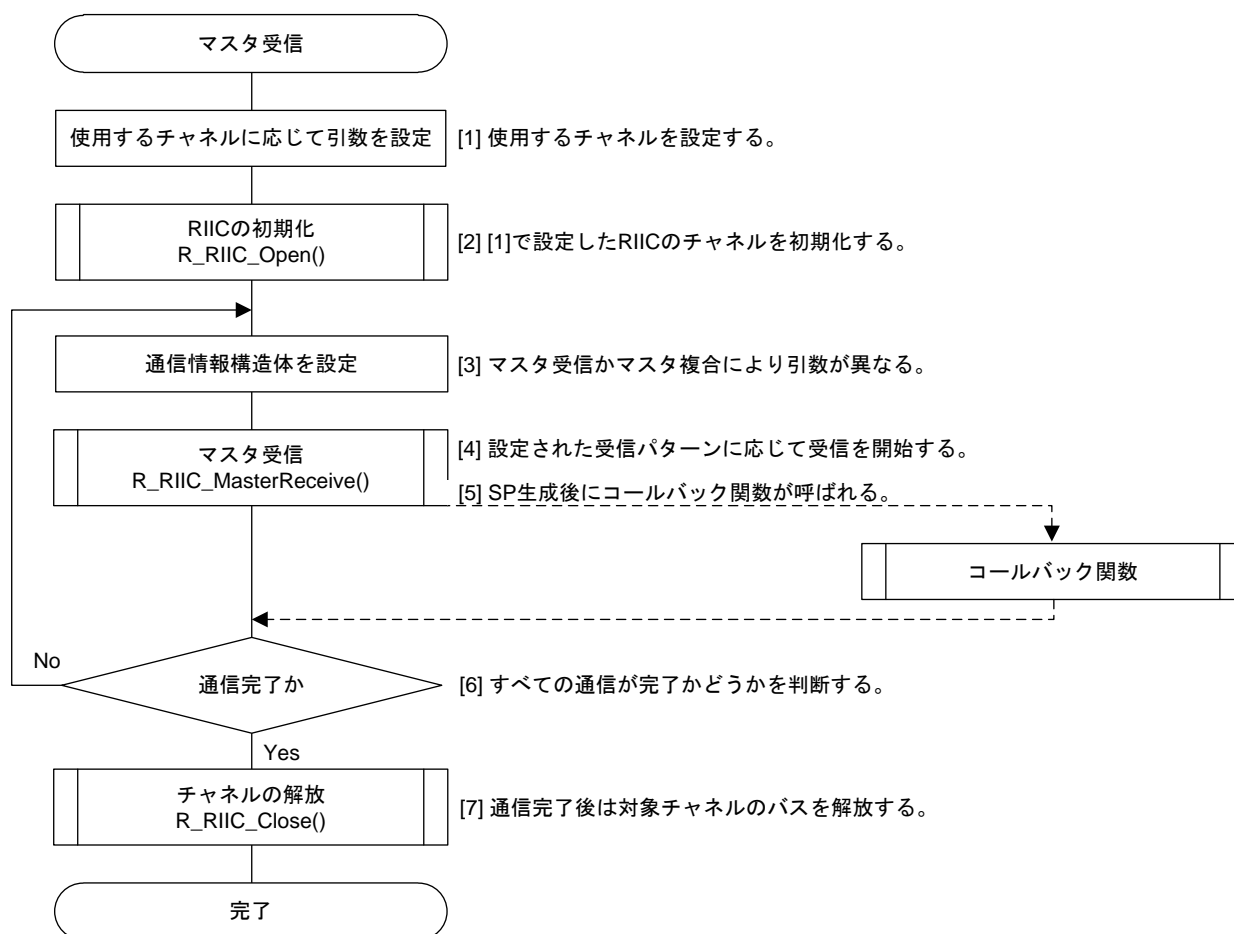 マスタ受信
使用するチャネルに応じて引数を設定
[1] 使用するチャネルを設定する。
RIICの初期化
R_RIIC_Open()
[2] [1]で設定したRIICのチャネルを初期化する。
通信情報構造体を設定
[3] マスタ受信かマスタ複合により引数が異なる。
マスタ受信
R_RIIC_MasterReceive()
[4] 設定された受信パターンに応じて受信を開始する。
[5] SP生成後にコールバック関数が呼ばれる。
コールバック関数
No
通信完了か
[6] すべての通信が完了かどうかを判断する。
Yes
チャネルの解放
R_RIIC_Close()
[7] 通信完了後は対象チャネルのバスを解放する。
完了